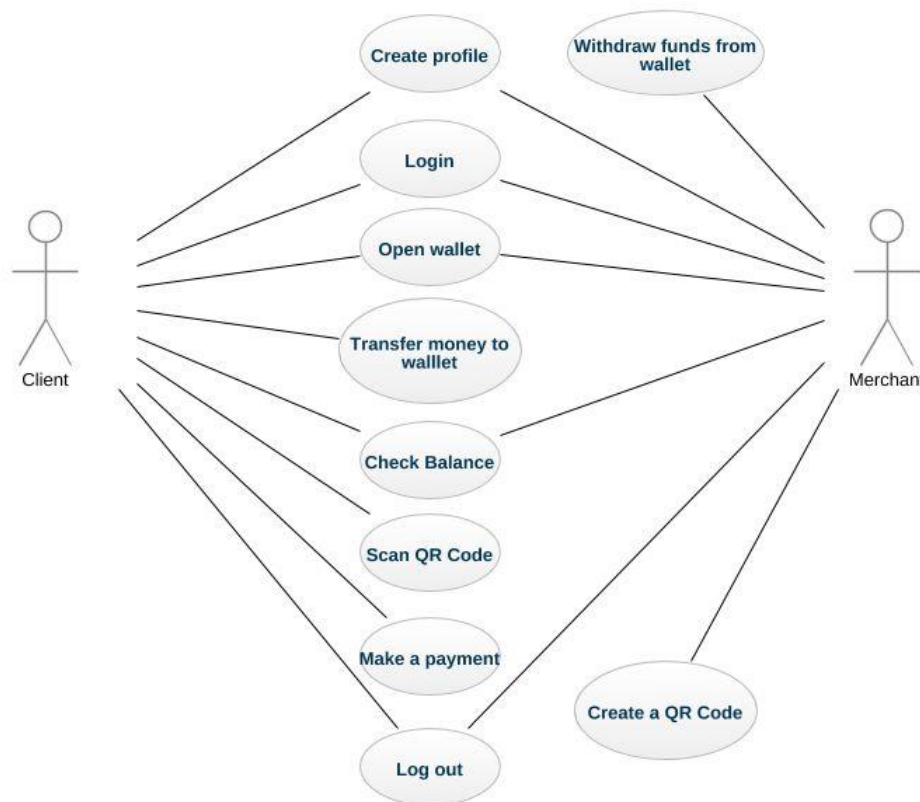 Create profile
Withdraw funds from
wallet
Login
Open wallet
Transfer money to
walllet
Client
Merchant
Check Balance
Scan QR Code
Make a payment
Create a QR Code
Log out